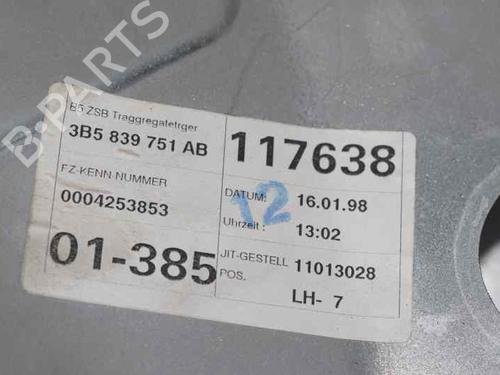 B5 ZSB Traggregatetrger
3B5 839 751 AB
117638
FZ-KENN-NUMMER
0004253853
DATUM: 16.01.98
Uhrzeit : 13:02
12
01-385
JIT-GESTELL 11013028
POS. LH- 7
B-PARTS